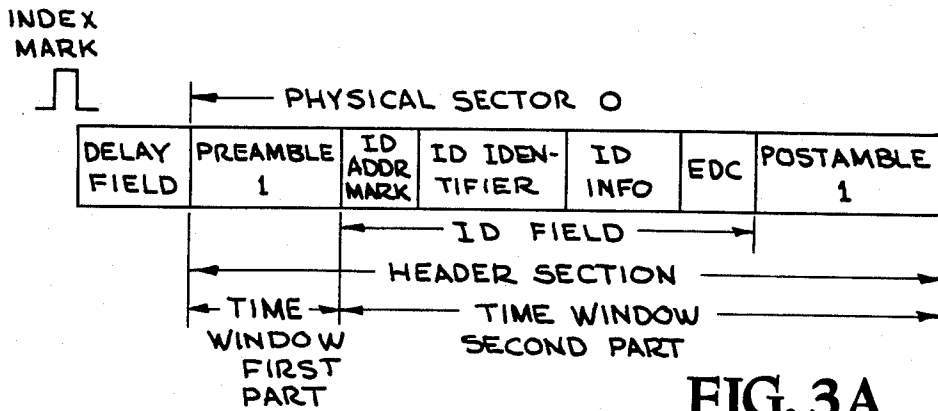 INDEX
MARK
PHYSICAL SECTOR 0
DELAY
FIELD
PREAMBLE
1
ID
ADDR
MARK
ID IDEN-
TIFIER
ID
INFO
EDC
POSTAMBLE
1
ID FIELD
HEADER SECTION
TIME
WINDOW
FIRST
PART
TIME WINDOW
SECOND PART
FIG. 3A